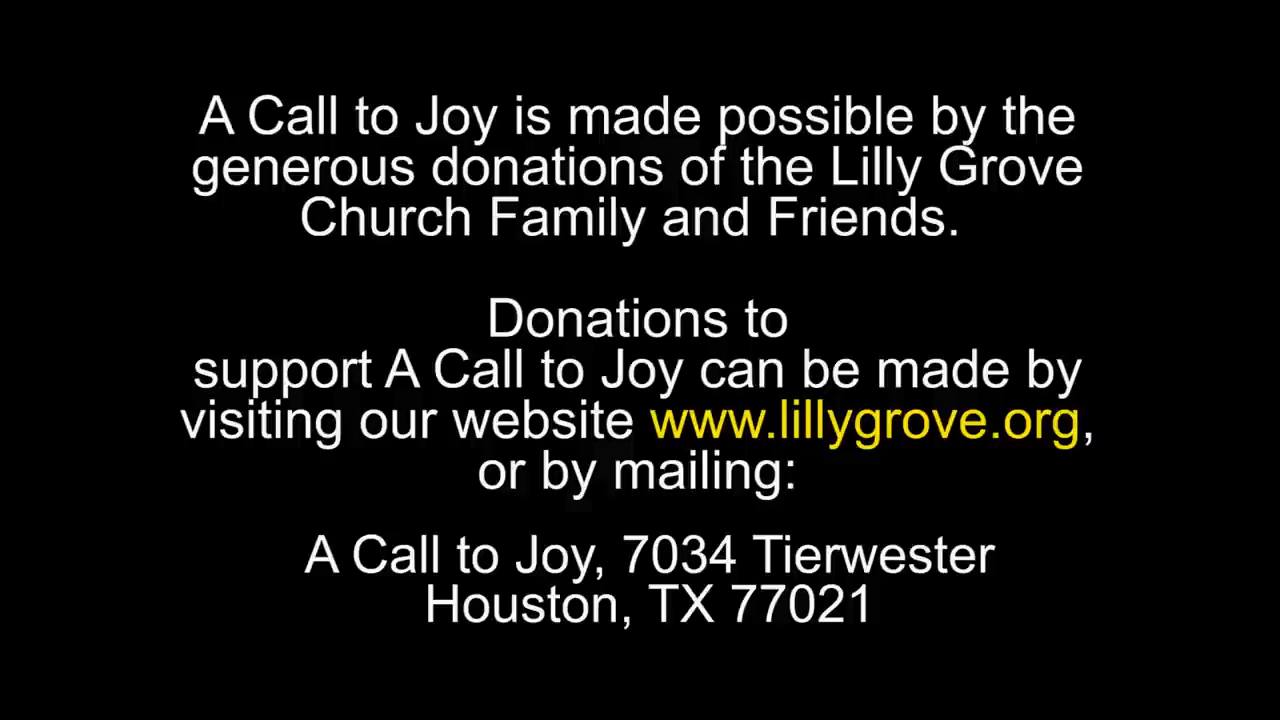 A Call to Joy is made possible by the
generous donations of the Lilly Grove
Church Family and Friends.
Donations to
support A Call to Joy can be made by
visiting our website www.lillygrove.org,
or by mailing:
A Call to Joy, 7034 Tierwester
Houston, TX 77021